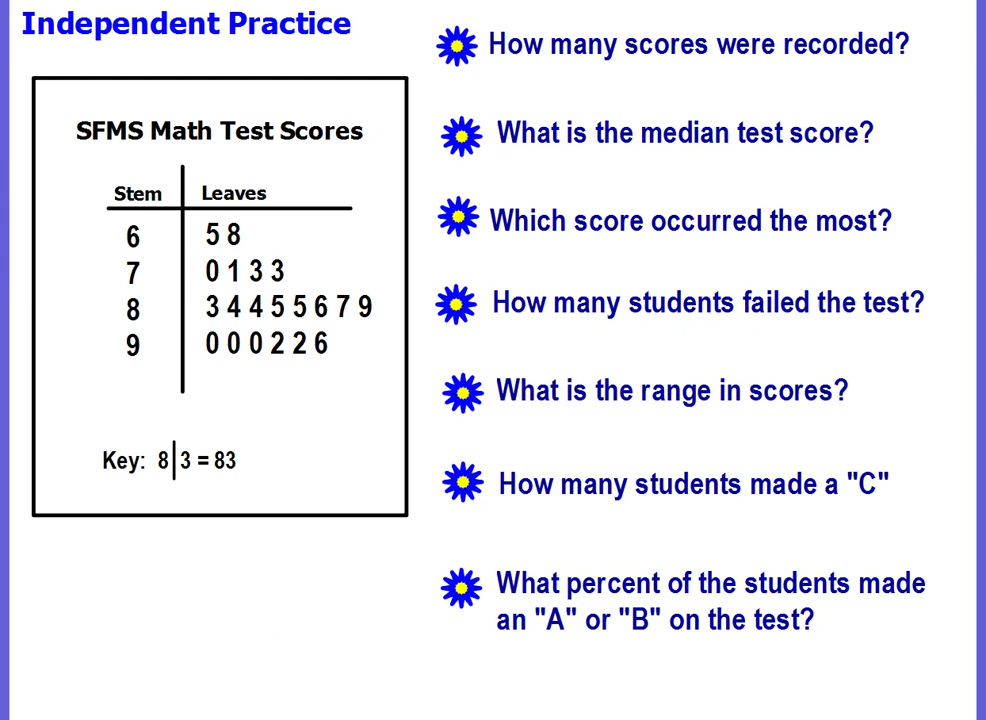 Independent Practice
SFMS Math Test Scores
Stem Leaves
6 5 8
7 0 1 3 3
8 3 4 4 5 5 6 7 9
9 0 0 0 2 2 6
Key: 8|3 = 83
How many scores were recorded?
What is the median test score?
Which score occurred the most?
How many students failed the test?
What is the range in scores?
How many students made a "C"
What percent of the students made
an "A" or "B" on the test?